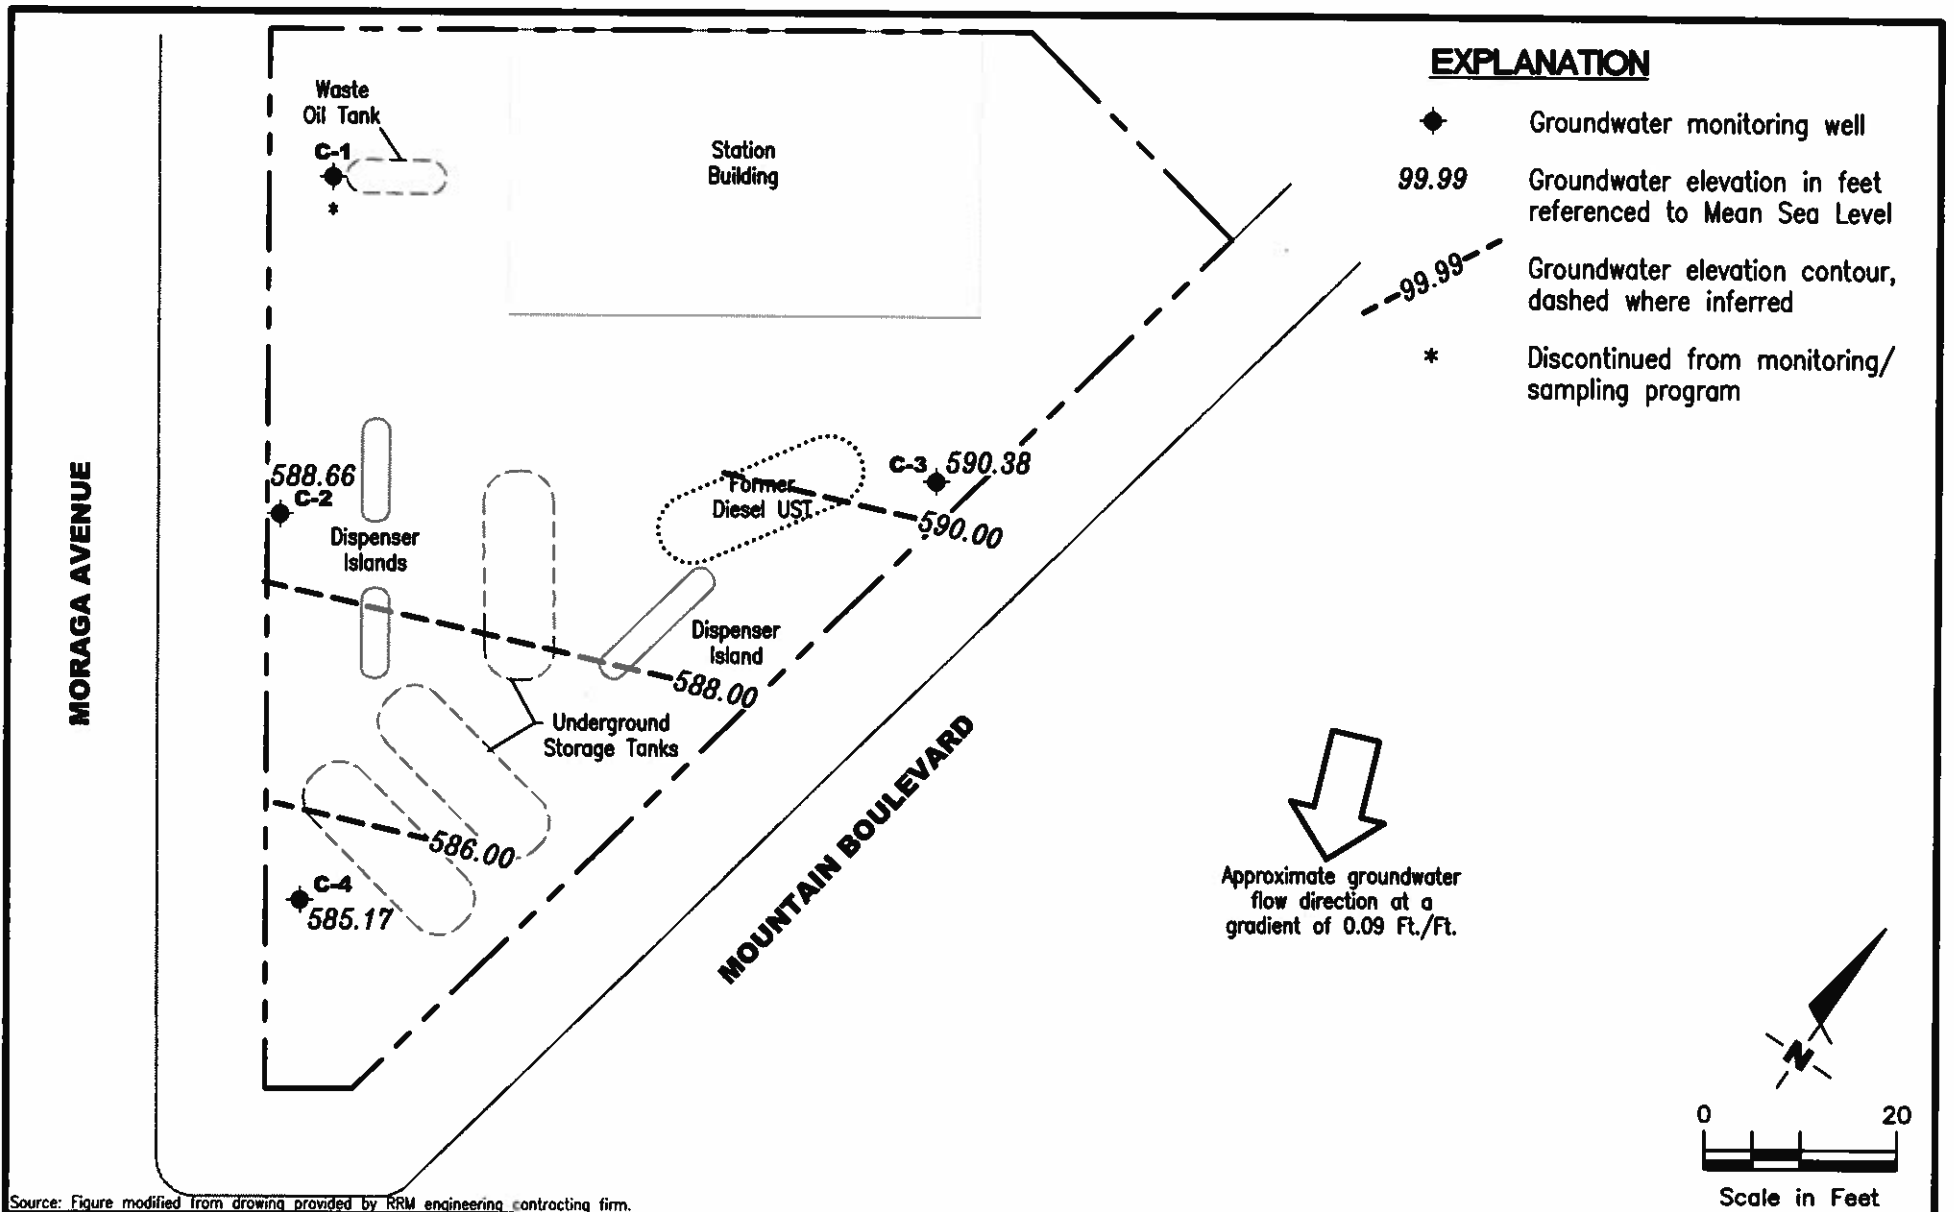 EXPLANATION
Groundwater monitoring well
99.99
Groundwater elevation in feet
referenced to Mean Sea Level
99.99
Groundwater elevation contour,
dashed where inferred
*
Discontinued from monitoring/
sampling program
Waste
Oil Tank
C-1
*
Station
Building
MORAGA AVENUE
588.66
C-2
Dispenser
Islands
Former
Diesel UST
C-3
590.38
590.00
Dispenser
Island
588.00
Underground
Storage Tanks
586.00
C-4
585.17
MOUNTAIN BOULEVARD
Approximate groundwater
flow direction at a
gradient of 0.09 Ft./Ft.
N
0 20
Scale in Feet
Source: Figure modified from drawing provided by RRM engineering contracting firm.